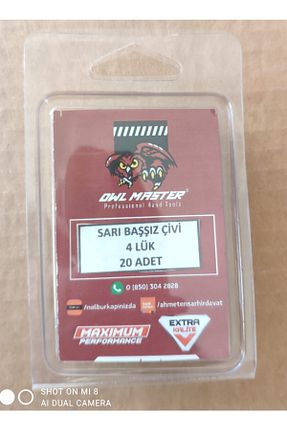 OWL MASTER
Professional Hand Tools
SARI BAŞSIZ ÇİVİ
4 LÜK
20 ADET
0 (850) 304 2828
/nalburkapinizda
/ahmetensarhirdavat
MAXIMUM
PERFORMANCE
EXTRA
KALİTE
SHOT ON MI 8
AI DUAL CAMERA